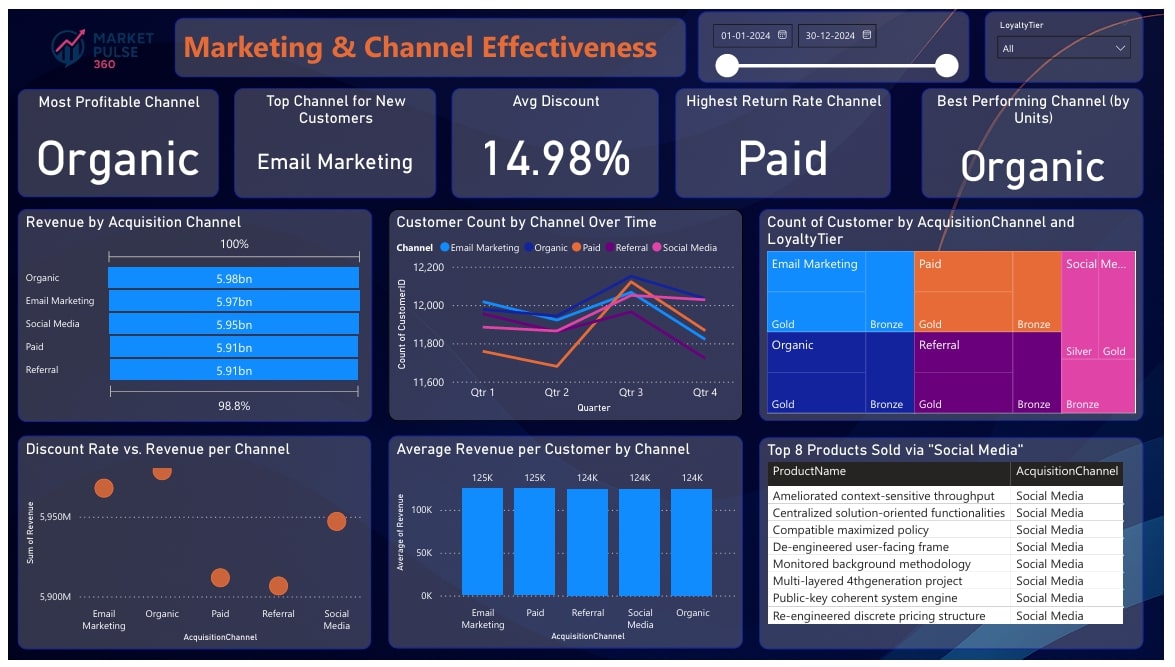 MARKET
PULSE
360
Marketing & Channel Effectiveness
01-01-2024
30-12-2024
LoyaltyTier
All
Most Profitable Channel
Organic
Top Channel for New
Customers
Email Marketing
Avg Discount
14.98%
Highest Return Rate Channel
Paid
Best Performing Channel (by
Units)
Organic
Revenue by Acquisition Channel
100%
Organic 5.98bn
Email Marketing 5.97bn
Social Media 5.95bn
Paid 5.91bn
Referral 5.91bn
98.8%
Customer Count by Channel Over Time
Channel Email Marketing Organic Paid Referral Social Media
Count of CustomerID
12,200
12,000
11,800
11,600
Qtr 1 Qtr 2 Qtr 3 Qtr 4
Quarter
Count of Customer by AcquisitionChannel and
LoyaltyTier
Email Marketing
Gold Bronze
Organic
Gold Bronze
Paid
Gold Bronze
Referral
Gold Bronze
Social Me...
Silver Gold
Bronze
Discount Rate vs. Revenue per Channel
Sum of Revenue
5,950M
5,900M
Email
Marketing
Organic
Paid
Referral
Social
Media
AcquisitionChannel
Average Revenue per Customer by Channel
Average of Revenue
125K 125K 124K 124K 124K
100K
50K
0K
Email
Marketing
Paid
Referral
Social
Media
Organic
AcquisitionChannel
Top 8 Products Sold via "Social Media"
ProductName AcquisitionChannel
Ameliorated context-sensitive throughput Social Media
Centralized solution-oriented functionalities Social Media
Compatible maximized policy Social Media
De-engineered user-facing frame Social Media
Monitored background methodology Social Media
Multi-layered 4thgeneration project Social Media
Public-key coherent system engine Social Media
Re-engineered discrete pricing structure Social Media